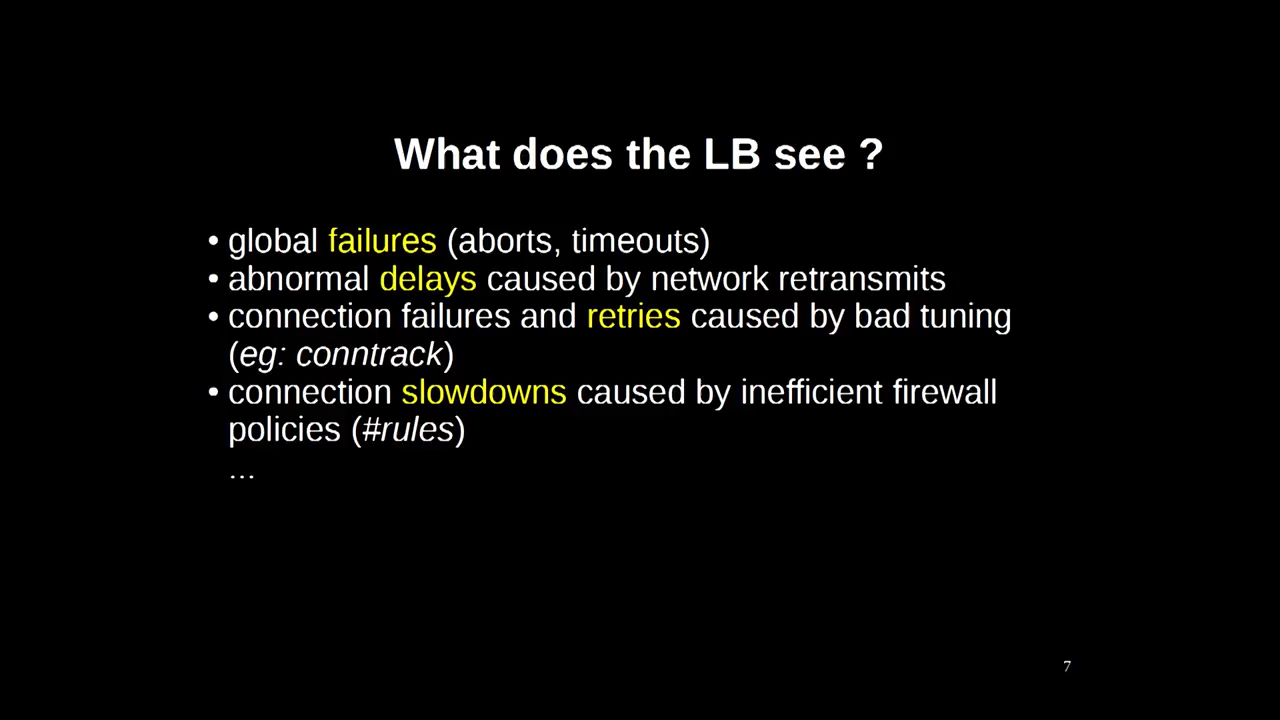 What does the LB see ?
• global failures (aborts, timeouts)
• abnormal delays caused by network retransmits
• connection failures and retries caused by bad tuning
(eg: conntrack)
• connection slowdowns caused by inefficient firewall
policies (#rules)
...
7